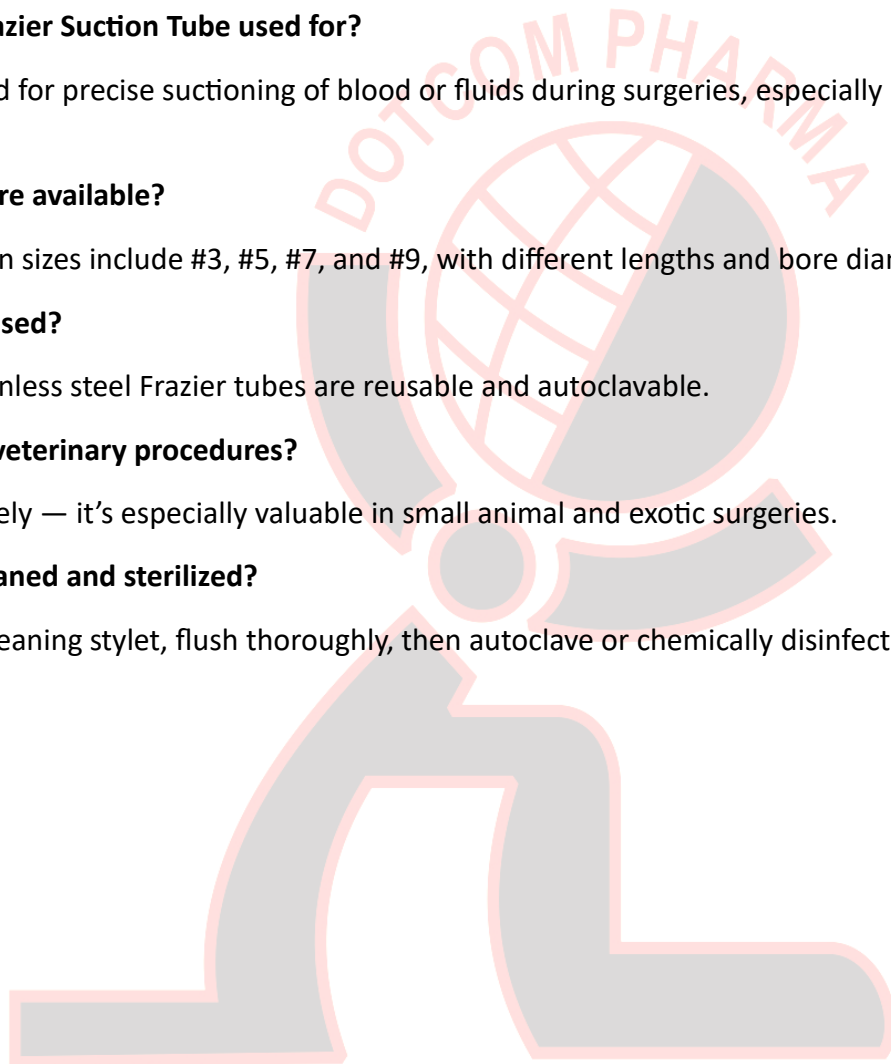 azier Suction Tube used for?
d for precise suctioning of blood or fluids during surgeries, especially
re available?
n sizes include #3, #5, #7, and #9, with different lengths and bore diar
sed?
nless steel Frazier tubes are reusable and autoclavable.
veterinary procedures?
ely — it’s especially valuable in small animal and exotic surgeries.
aned and sterilized?
eaning stylet, flush thoroughly, then autoclave or chemically disinfect
DOTCOM PHARMA